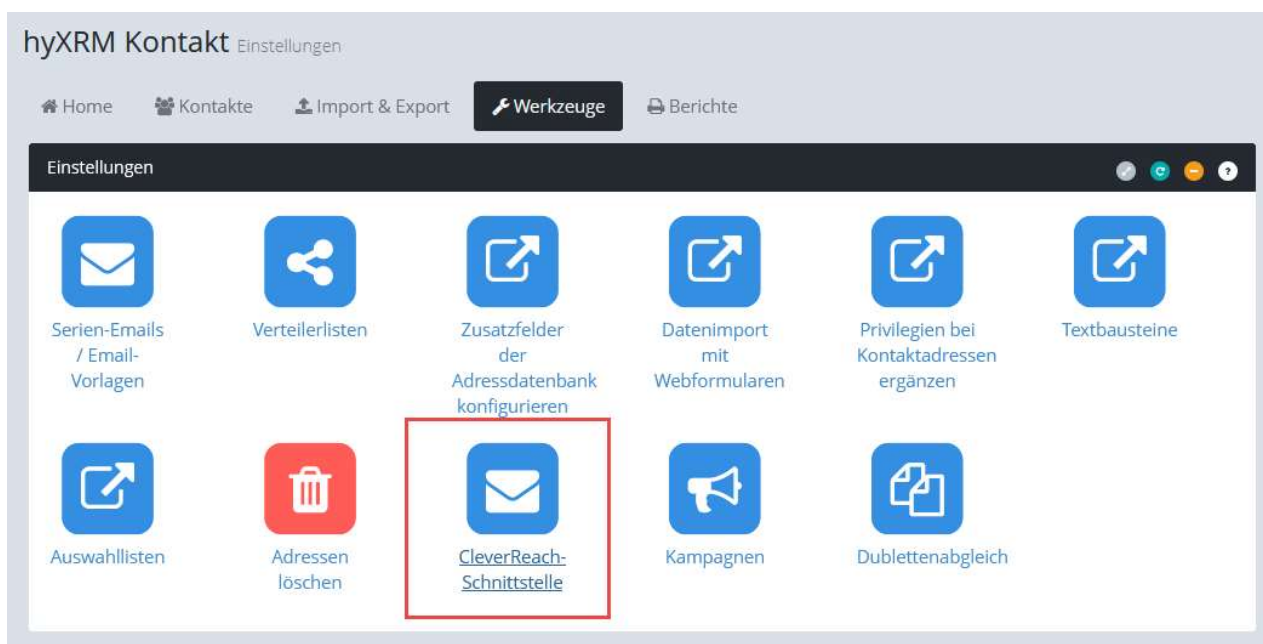 hyXRM Kontakt Einstellungen
Home Kontakte Import & Export Werkzeuge Berichte
Einstellungen
Serien-Emails
/ Email-
Vorlagen
Verteilerlisten
Zusatzfelder
der
Adressdatenbank
konfigurieren
Datenimport
mit
Webformularen
Privilegien bei
Kontaktadressen
ergänzen
Textbausteine
Auswahllisten
Adressen
löschen
CleverReach-
Schnittstelle
Kampagnen
Dublettenabgleich